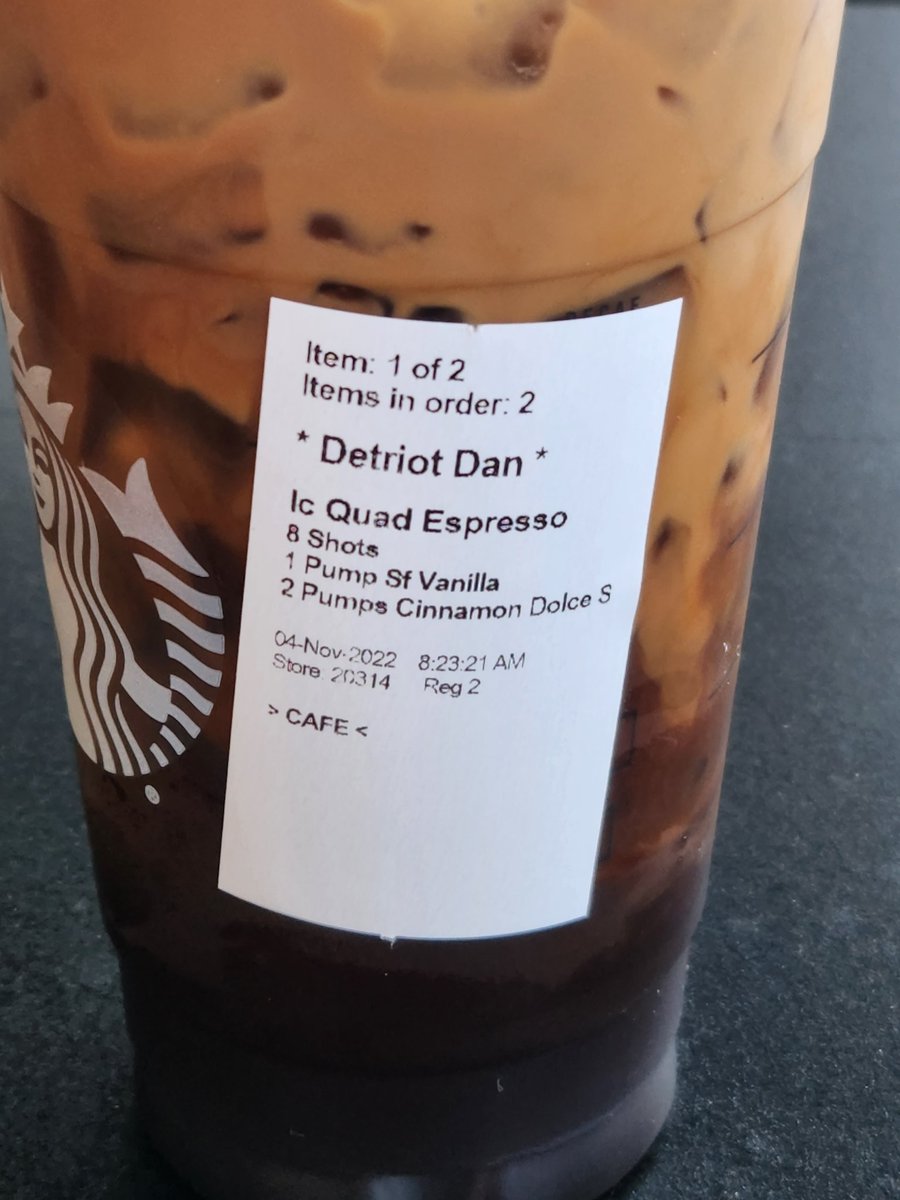 DECAF
Item: 1 of 2
Items in order: 2
* Detriot Dan *
Ic Quad Espresso
8 Shots
1 Pump Sf Vanilla
2 Pumps Cinnamon Dolce S
04-Nov-2022 8:23:21 AM
Store: 20314 Reg 2
> CAFE <
®